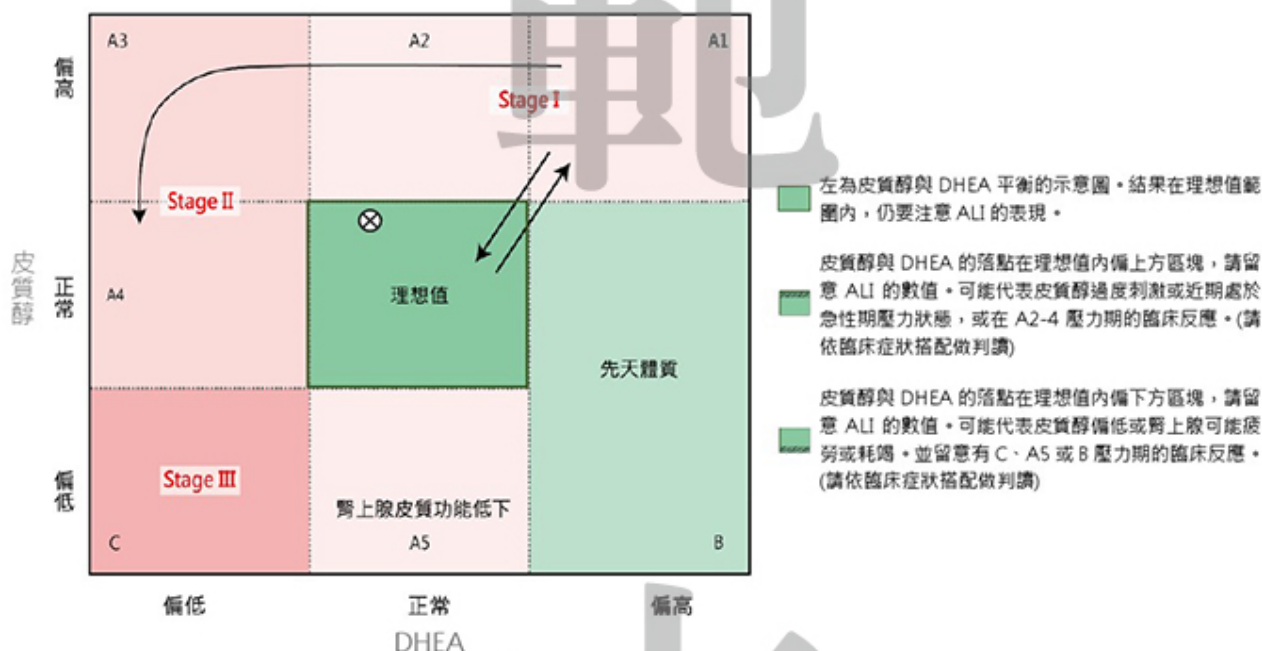 A3
A2
A1
偏高
Stage I
Stage II
皮質醇
正常
A4
理想值
先天體質
偏低
Stage III
腎上腺皮質功能低下
C
A5
B
偏低
正常
偏高
DHEA
左為皮質醇與 DHEA 平衡的示意圖。結果在理想值範
圍內,仍要注意 ALI 的表現。
皮質醇與 DHEA 的落點在理想值內偏上方區塊,請留
意 ALI 的數值。可能代表皮質醇過度刺激或近期處於
急性期壓力狀態,或在 A2-4 壓力期的臨床反應。(請
依臨床症狀搭配做判讀)
皮質醇與 DHEA 的落點在理想值內偏下方區塊,請留
意 ALI 的數值。可能代表皮質醇偏低或腎上腺可能疲
勞或耗竭。並留意有 C、A5 或 B 壓力期的臨床反應。
(請依臨床症狀搭配做判讀)